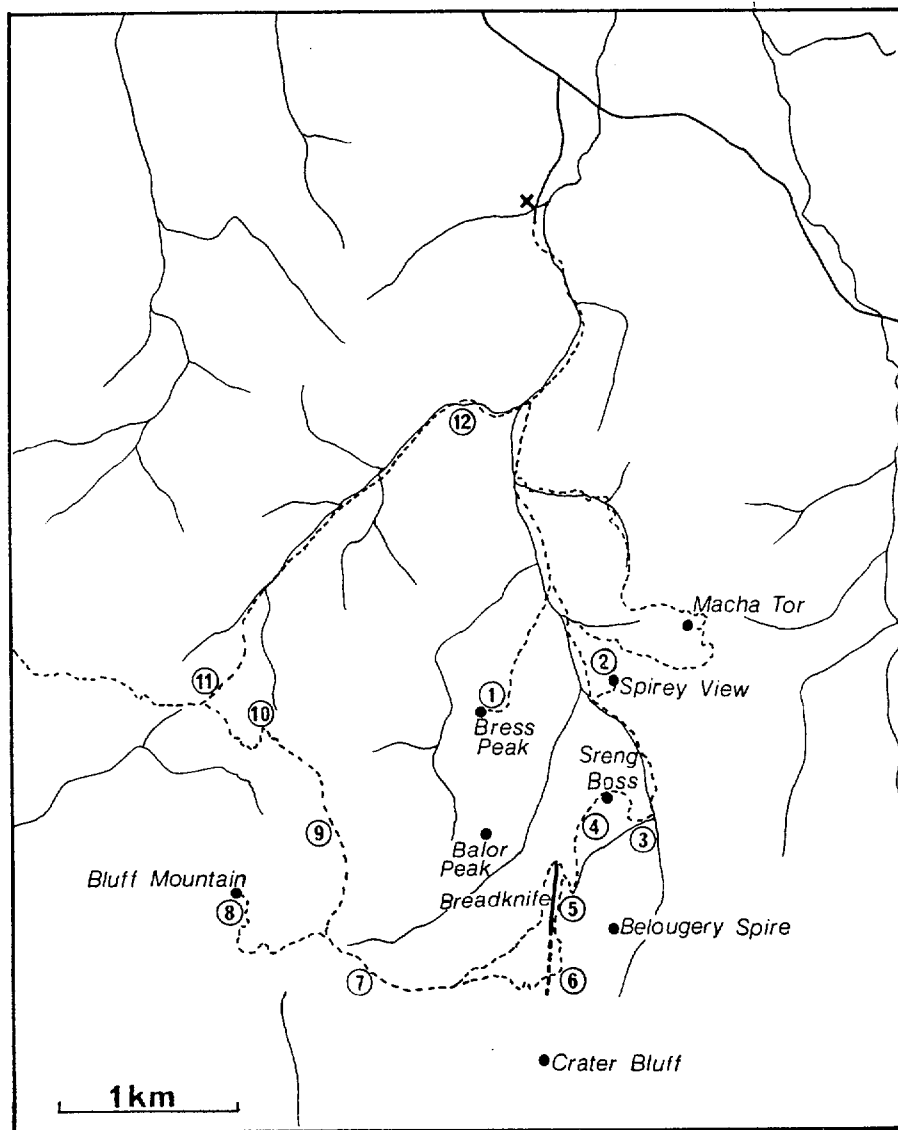 12
Macha Tor
2
Spirey View
11
1
10
Bress
Peak
Sreng
Boss
4
3
9
Balor
Peak
Bluff Mountain
Breadknife
5
8
Belougery Spire
7
6
Crater Bluff
1km